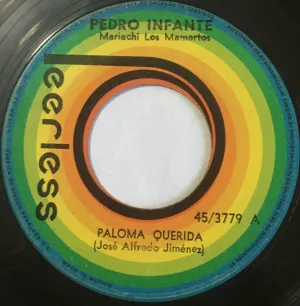 PEDRO INFANTE
Mariachi Los Mamertos
Peerless
45/3779 A
PALOMA QUERIDA
(José Alfredo Jiménez)